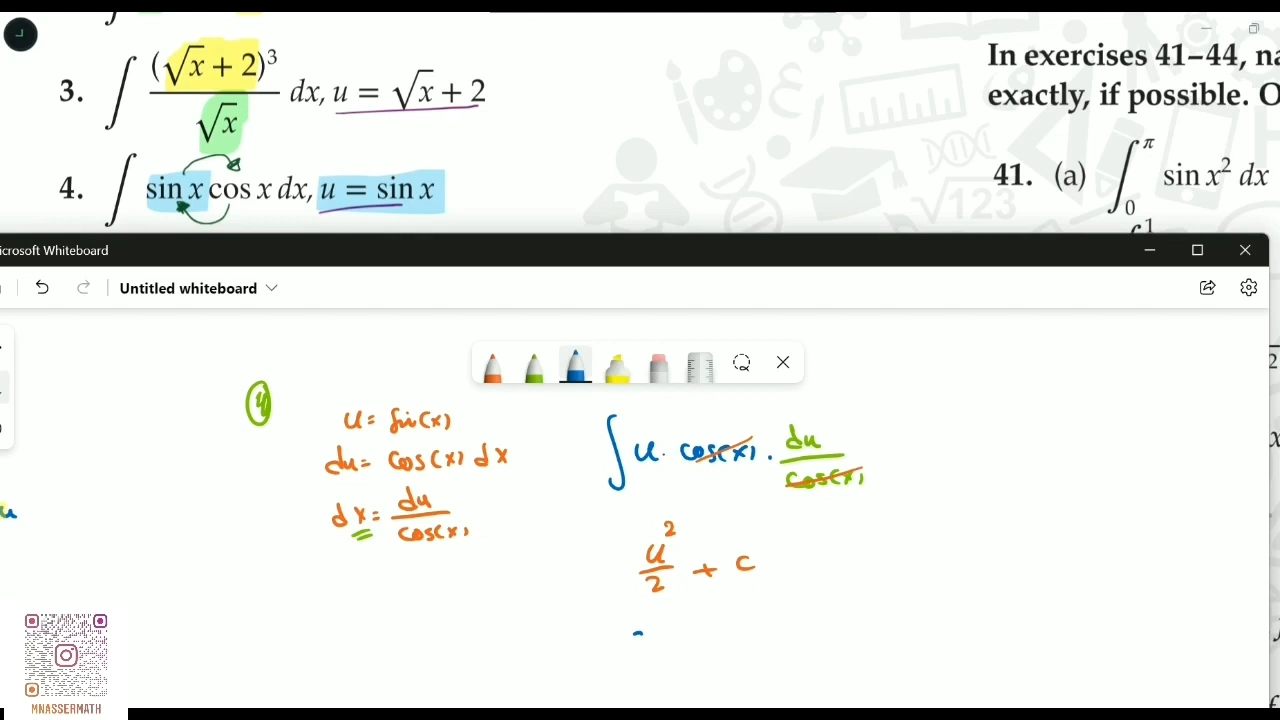 3. ∫ (√x + 2)³ / √x dx, u = √x + 2
4. ∫ sin x cos x dx, u = sin x
In exercises 41–44, na
exactly, if possible. O
41. (a) ∫₀^π sin x² dx
icrosoft Whiteboard
Untitled whiteboard
4
u = sin(x)
du = cos(x) dx
dx = du / cos(x)
∫ u · cos(x) · du / cos(x)
u² / 2 + c
u
MNASSERMATH